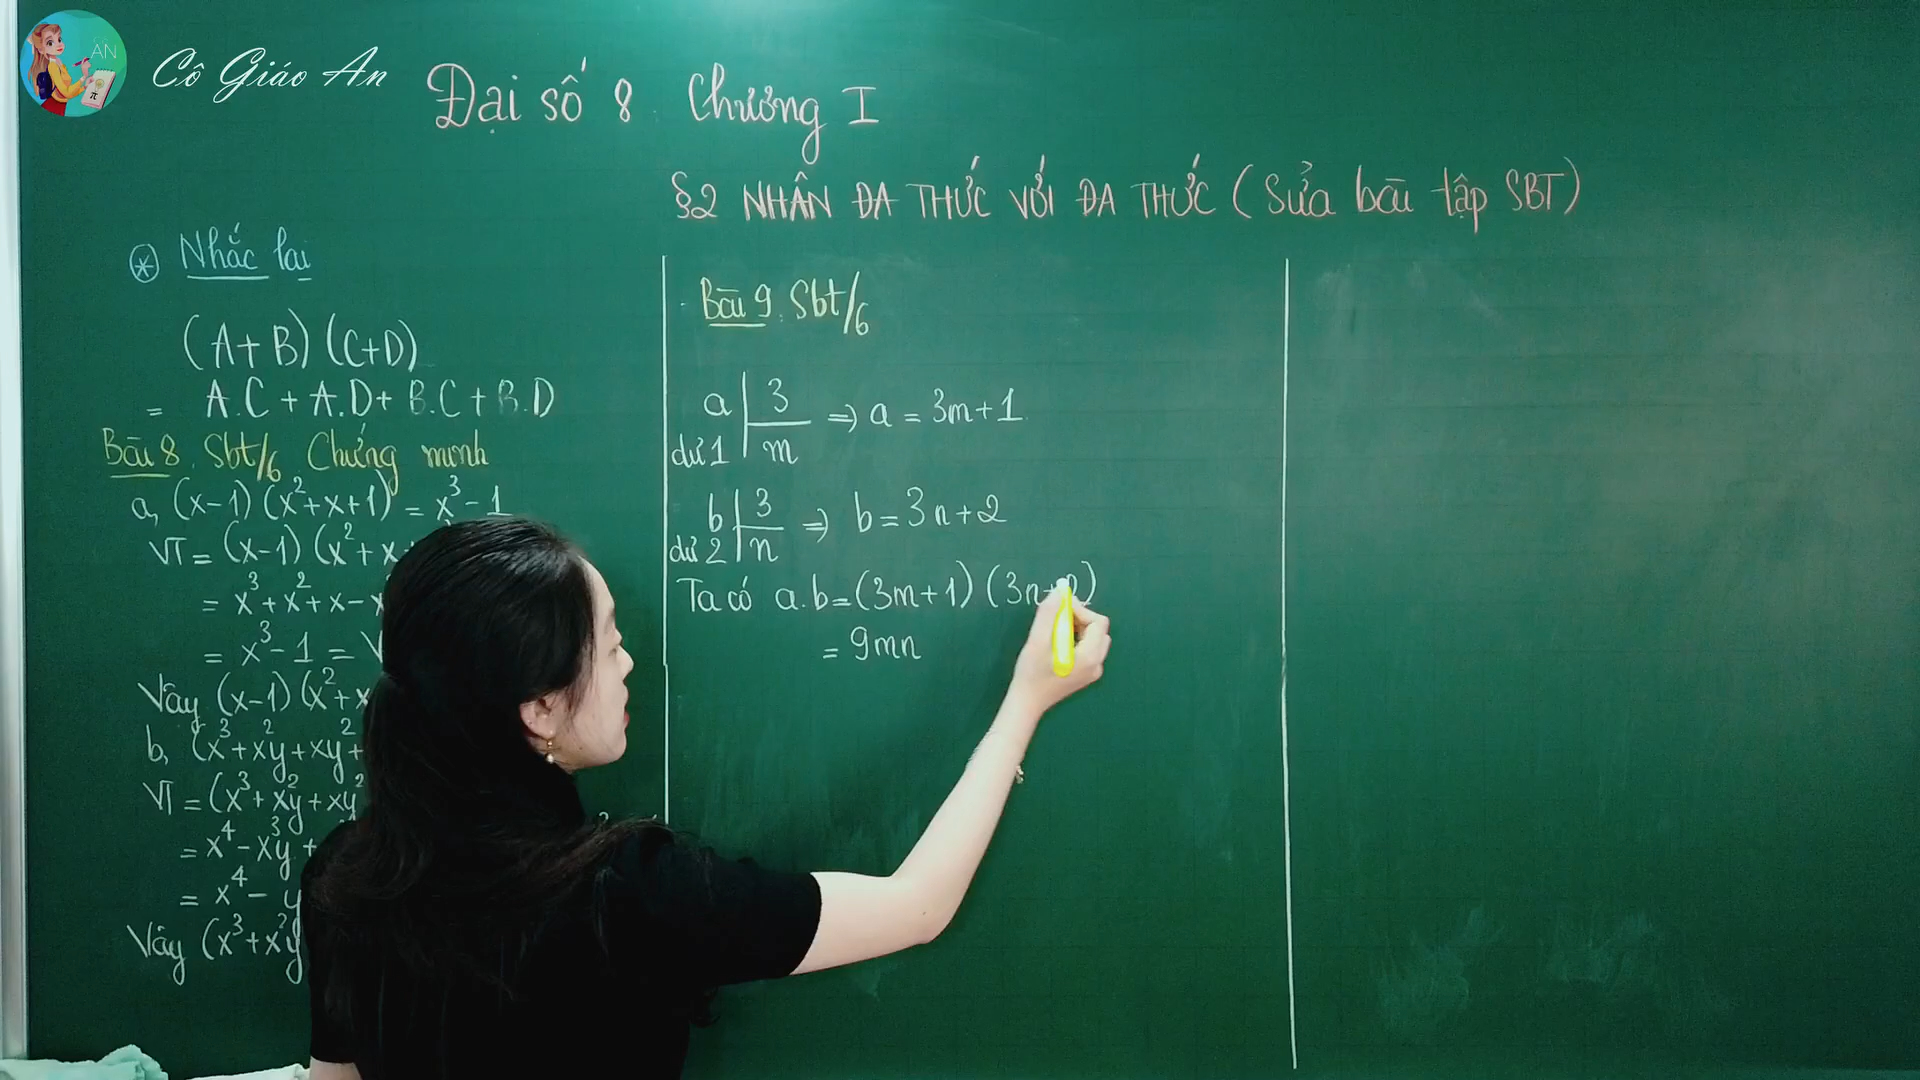 AN
Cô Giáo An
Đại số 8. Chương I
§2 NHÂN ĐA THỨC VỚI ĐA THỨC (Sửa bài tập SBT)
⊛ Nhắc lại
(A+B)(C+D)
= A.C + A.D + B.C + B.D
Bài 8. Sbt/6. Chứng minh
a, (x-1)(x²+x+1) = x³-1
VT = (x-1)(x²+x
= x³+x²+x-x
= x³-1 =
Vậy (x-1)(x²+x
b, (x³+x²y+xy²+
VT = (x³+x²y+xy²
= x⁴-x³y+
= x⁴- y
Vậy (x³+x²y
Bài 9. Sbt/6
a 3 ⇒ a = 3m+1
dư 1 m
b 3 ⇒ b = 3n+2
dư 2 n
Ta có a.b = (3m+1)(3n+2)
= 9mn